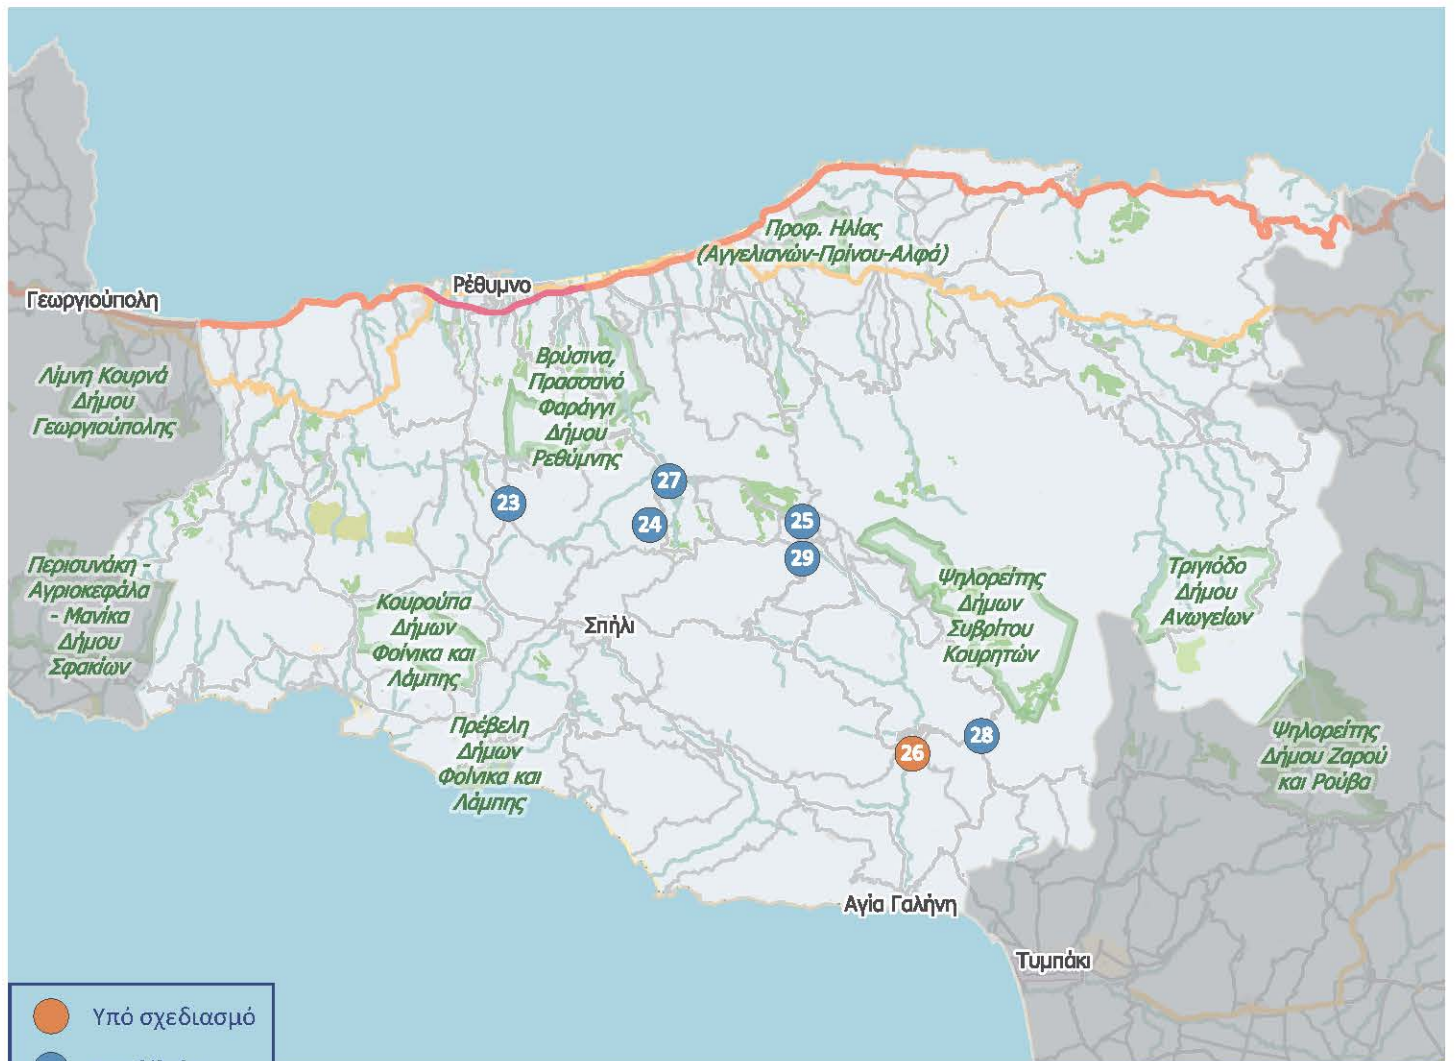 Προφ. Ηλίας
(Αγγελιανών-Πρίνου-Αλφά)
Ρέθυμνο
Γεωργιούπολη
Λίμνη Κουρνά
Δήμου
Γεωργιούπολης
Βρύσινα,
Πρασσανό
Φαράγγι
Δήμου
Ρεθύμνης
27
23
24
25
29
Περισυνάκη -
Αγριοκεφάλα
- Μανίκα
Δήμου
Σφακίων
Κουρούπα
Δήμων
Φοίνικα και
Λάμπης
Σπήλι
Ψηλορείτης
Δήμων
Συβρίτου
Κουρητών
Τριγιόδο
Δήμου
Ανωγείων
Πρέβελη
Δήμων
Φοίνικα και
Λάμπης
26
28
Ψηλορείτης
Δήμου Ζαρού
και Ρούβα
Αγία Γαλήνη
Τυμπάκι
Υπό σχεδιασμό